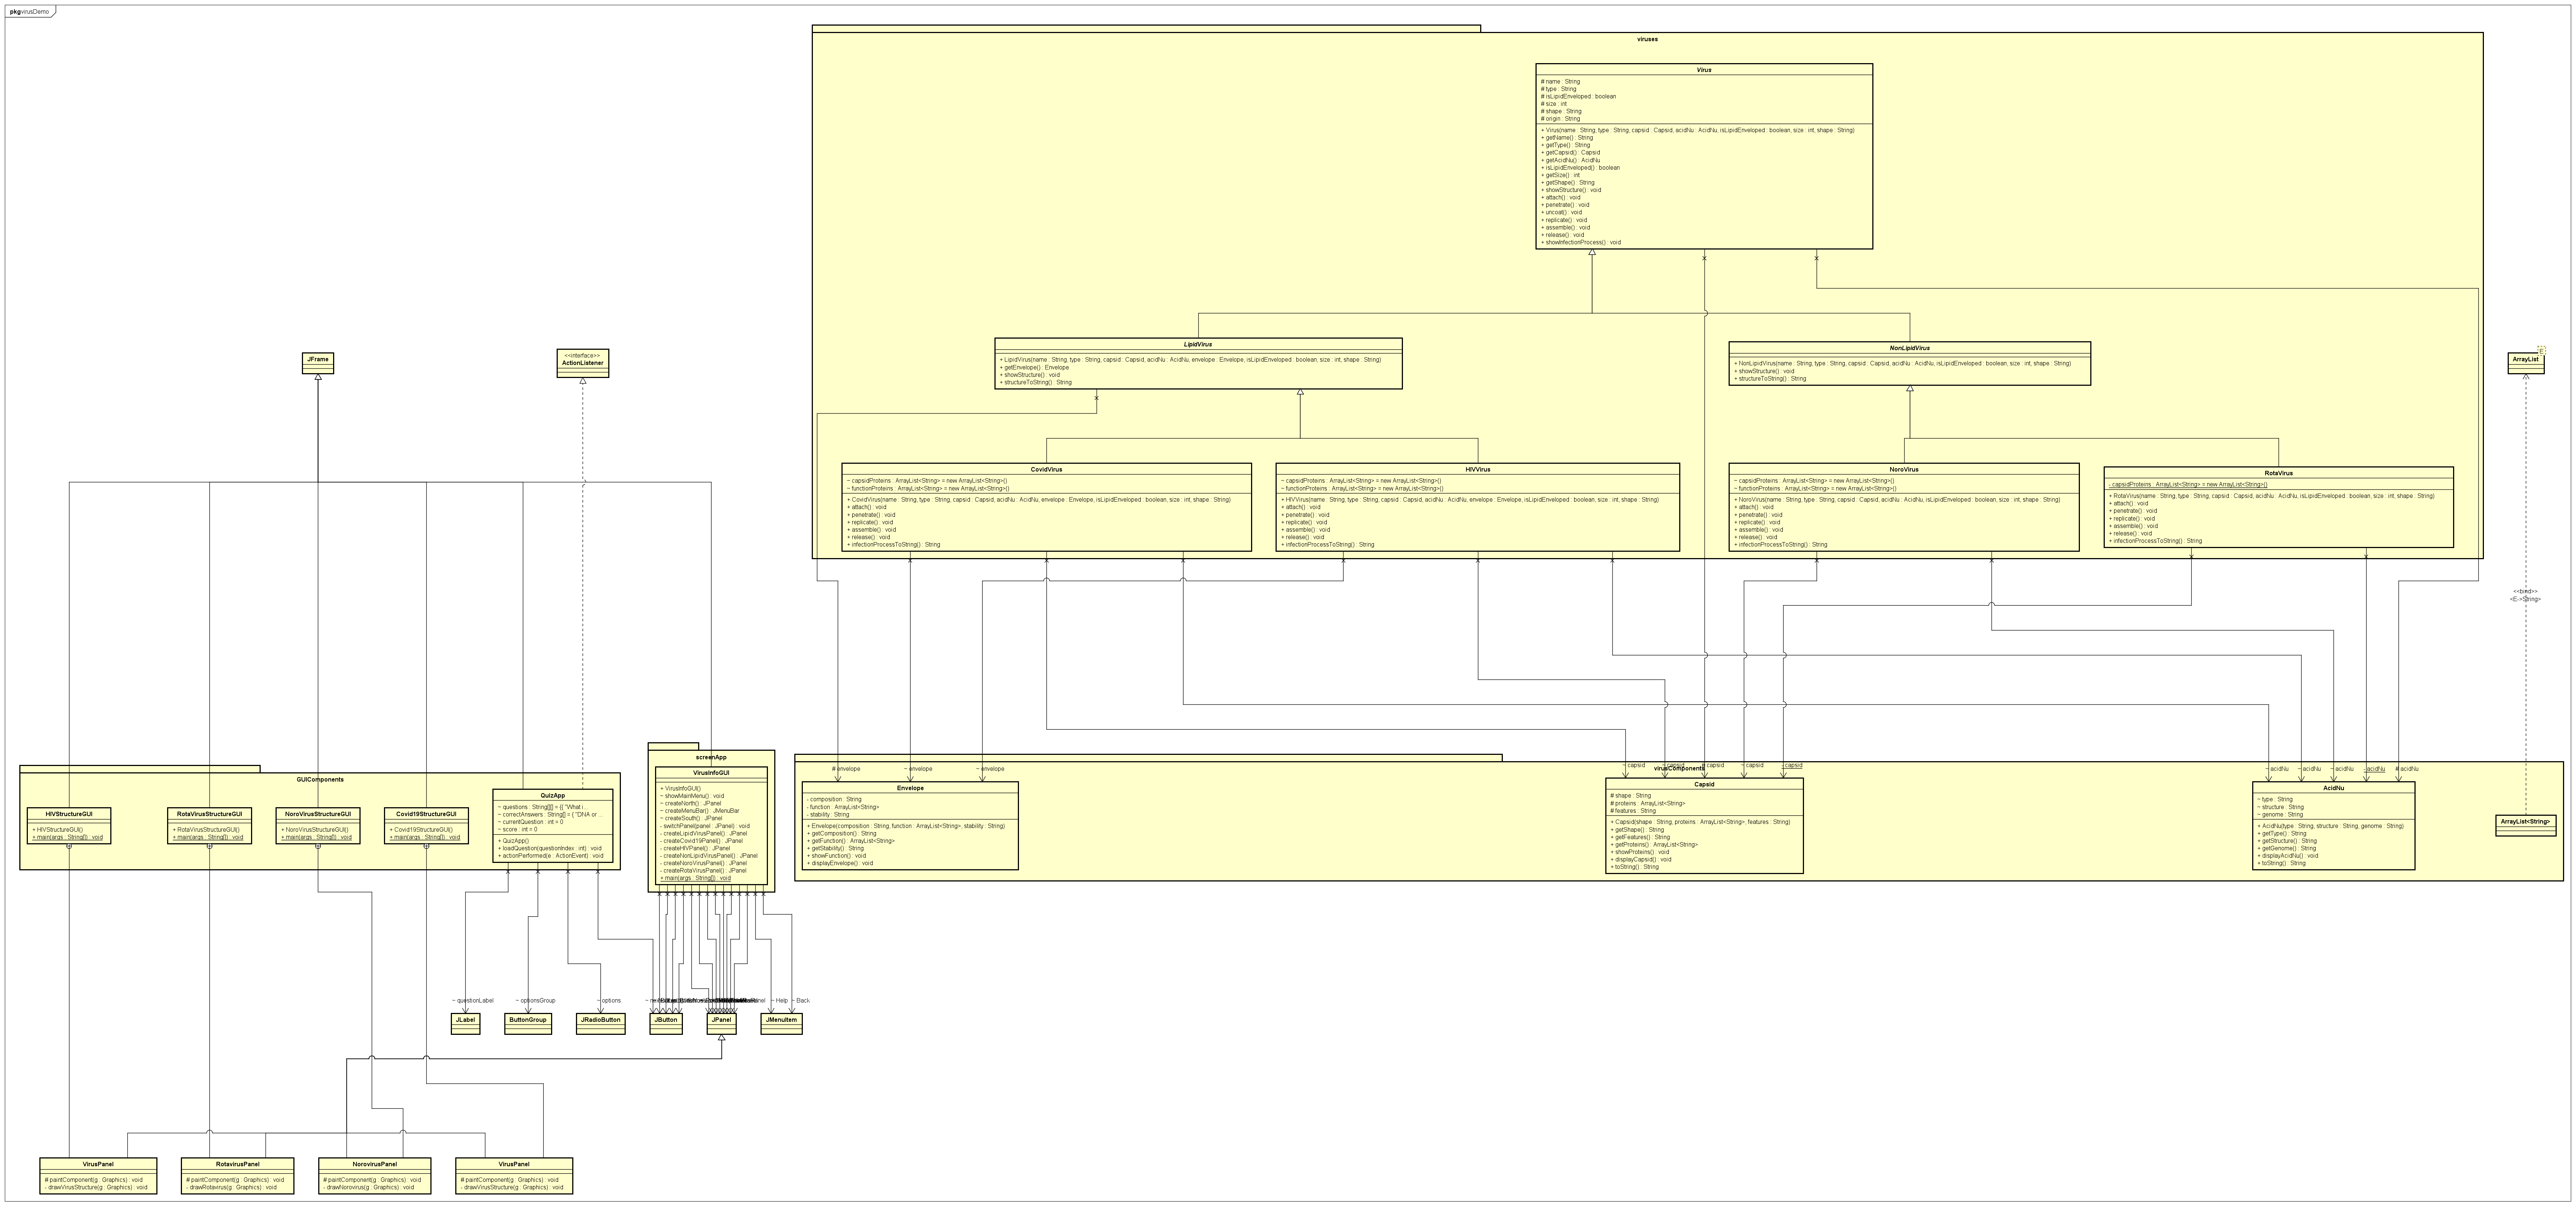 pkg virusDemo
viruses
Virus
# name : String
# type : String
# isLipidEnveloped : boolean
# size : int
# shape : String
# origin : String
+ Virus(name : String, type : String, capsid : Capsid, acidNu : AcidNu, isLipidEnveloped : boolean, size : int, shape : String)
+ getName() : String
+ getType() : String
+ getCapsid() : Capsid
+ getAcidNu() : AcidNu
+ isLipidEnveloped() : boolean
+ getSize() : int
+ getShape() : String
+ showStructure() : void
+ attach() : void
+ penetrate() : void
+ uncoat() : void
+ replicate() : void
+ assemble() : void
+ release() : void
+ showInfectionProcess() : void
LipidVirus
+ LipidVirus(name : String, type : String, capsid : Capsid, acidNu : AcidNu, envelope : Envelope, isLipidEnveloped : boolean, size : int, shape : String)
+ getEnvelope() : Envelope
+ showStructure() : void
+ structureToString() : String
NonLipidVirus
+ NonLipidVirus(name : String, type : String, capsid : Capsid, acidNu : AcidNu, isLipidEnveloped : boolean, size : int, shape : String)
+ showStructure() : void
+ structureToString() : String
JFrame
<<interface>>
ActionListener
E
ArrayList
CovidVirus
~ capsidProteins : ArrayList<String> = new ArrayList<String>()
~ functionProteins : ArrayList<String> = new ArrayList<String>()
+ CovidVirus(name : String, type : String, capsid : Capsid, acidNu : AcidNu, envelope : Envelope, isLipidEnveloped : boolean, size : int, shape : String)
+ attach() : void
+ penetrate() : void
+ replicate() : void
+ assemble() : void
+ release() : void
+ infectionProcessToString() : String
HIVVirus
~ capsidProteins : ArrayList<String> = new ArrayList<String>()
~ functionProteins : ArrayList<String> = new ArrayList<String>()
+ HIVVirus(name : String, type : String, capsid : Capsid, acidNu : AcidNu, envelope : Envelope, isLipidEnveloped : boolean, size : int, shape : String)
+ attach() : void
+ penetrate() : void
+ replicate() : void
+ assemble() : void
+ release() : void
+ infectionProcessToString() : String
NoroVirus
~ capsidProteins : ArrayList<String> = new ArrayList<String>()
~ functionProteins : ArrayList<String> = new ArrayList<String>()
+ NoroVirus(name : String, type : String, capsid : Capsid, acidNu : AcidNu, isLipidEnveloped : boolean, size : int, shape : String)
+ attach() : void
+ penetrate() : void
+ replicate() : void
+ assemble() : void
+ release() : void
+ infectionProcessToString() : String
RotaVirus
- capsidProteins : ArrayList<String> = new ArrayList<String>()
+ RotaVirus(name : String, type : String, capsid : Capsid, acidNu : AcidNu, isLipidEnveloped : boolean, size : int, shape : String)
+ attach() : void
+ penetrate() : void
+ replicate() : void
+ assemble() : void
+ release() : void
+ infectionProcessToString() : String
<<bind>>
<E->String>
GUIComponents
HIVStructureGUI
+ HIVStructureGUI()
+ main(args : String[]) : void
RotaVirusStructureGUI
+ RotaVirusStructureGUI()
+ main(args : String[]) : void
NoroVirusStructureGUI
+ NoroVirusStructureGUI()
+ main(args : String[]) : void
Covid19StructureGUI
+ Covid19StructureGUI()
+ main(args : String[]) : void
QuizApp
~ questions : String[][] = {{ "What i...
~ correctAnswers : String[] = { "DNA or ...
~ currentQuestion : int = 0
~ score : int = 0
+ QuizApp()
+ loadQuestion(questionIndex : int) : void
+ actionPerformed(e : ActionEvent) : void
screenApp
VirusInfoGUI
+ VirusInfoGUI()
~ showMainMenu() : void
~ createNorth() : JPanel
~ createMenuBar() : JMenuBar
~ createSouth() : JPanel
- switchPanel(panel : JPanel) : void
- createLipidVirusPanel() : JPanel
- createCovid19Panel() : JPanel
- createHIVPanel() : JPanel
- createNonLipidVirusPanel() : JPanel
- createNoroVirusPanel() : JPanel
- createRotaVirusPanel() : JPanel
+ main(args : String[]) : void
virusComponents
# envelope
~ envelope
~ envelope
~ capsid
~ capsid
~ capsid
- capsid
~ acidNu
~ acidNu
~ acidNu
- acidNu
# acidNu
Envelope
- composition : String
- function : ArrayList<String>
- stability : String
+ Envelope(composition : String, function : ArrayList<String>, stability : String)
+ getComposition() : String
+ getFunction() : ArrayList<String>
+ getStability() : String
+ showFunction() : void
+ displayEnvelope() : void
Capsid
# shape : String
# proteins : ArrayList<String>
# features : String
+ Capsid(shape : String, proteins : ArrayList<String>, features : String)
+ getShape() : String
+ getFeatures() : String
+ getProteins() : ArrayList<String>
+ showProteins() : void
+ displayCapsid() : void
+ toString() : String
AcidNu
~ type : String
~ structure : String
~ genome : String
+ AcidNu(type : String, structure : String, genome : String)
+ getType() : String
+ getStructure() : String
+ getGenome() : String
+ displayAcidNu() : void
+ toString() : String
ArrayList<String>
~ questionLabel
~ optionsGroup
~ options
~ Help
~ Back
JLabel
ButtonGroup
JRadioButton
JButton
JPanel
JMenuItem
VirusPanel
# paintComponent(g : Graphics) : void
- drawVirusStructure(g : Graphics) : void
RotavirusPanel
# paintComponent(g : Graphics) : void
- drawRotavirus(g : Graphics) : void
NorovirusPanel
# paintComponent(g : Graphics) : void
- drawNorovirus(g : Graphics) : void
VirusPanel
# paintComponent(g : Graphics) : void
- drawVirusStructure(g : Graphics) : void